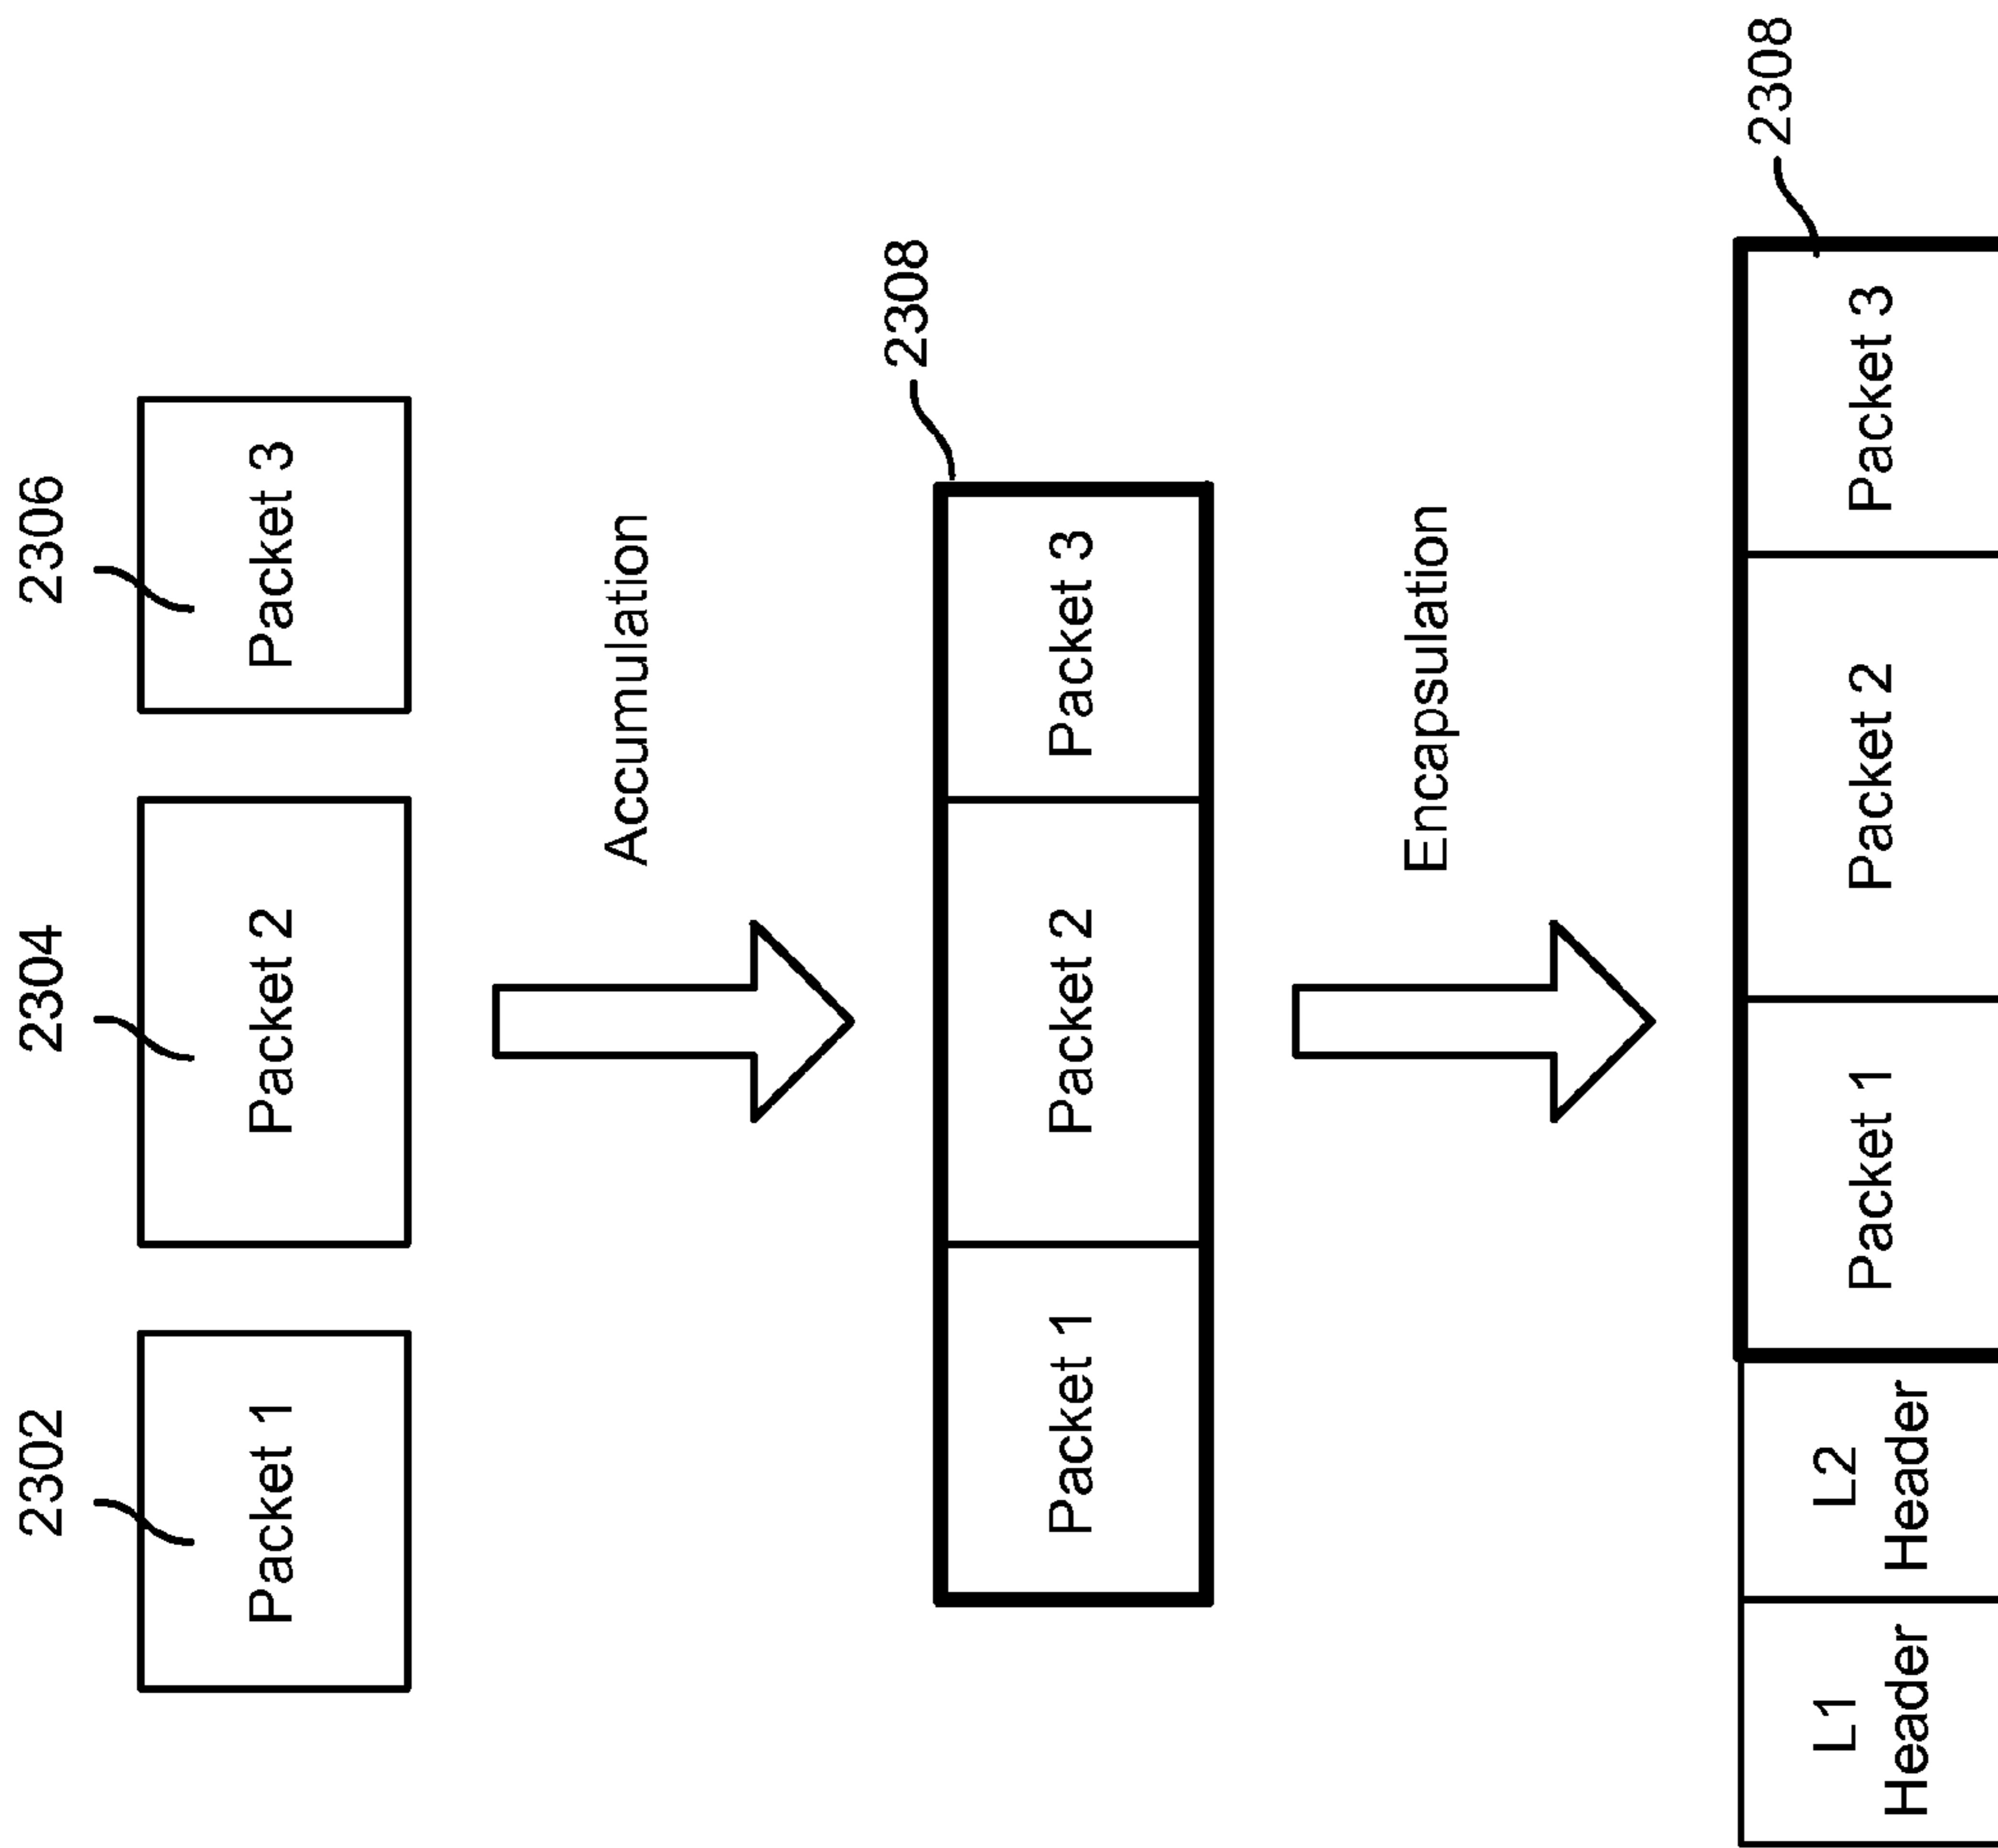 2302
2304
2306
Packet 1
Packet 2
Packet 3
Accumulation
2308
Packet 1
Packet 2
Packet 3
Encapsulation
2308
L1
Header
L2
Header
Packet 1
Packet 2
Packet 3